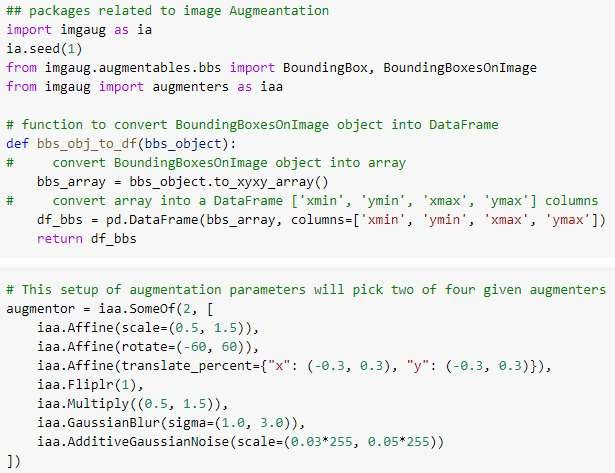 ## packages related to image Augmeantation
import imgaug as ia
ia.seed(1)
from imgaug.augmentables.bbs import BoundingBox, BoundingBoxesOnImage
from imgaug import augmenters as iaa

# function to convert BoundingBoxesOnImage object into DataFrame
def bbs_obj_to_df(bbs_object):
#     convert BoundingBoxesOnImage object into array
    bbs_array = bbs_object.to_xyxy_array()
#     convert array into a DataFrame ['xmin', 'ymin', 'xmax', 'ymax'] columns
    df_bbs = pd.DataFrame(bbs_array, columns=['xmin', 'ymin', 'xmax', 'ymax'])
    return df_bbs

# This setup of augmentation parameters will pick two of four given augmenters
augmentor = iaa.SomeOf(2, [
    iaa.Affine(scale=(0.5, 1.5)),
    iaa.Affine(rotate=(-60, 60)),
    iaa.Affine(translate_percent={"x": (-0.3, 0.3), "y": (-0.3, 0.3)}),
    iaa.Fliplr(1),
    iaa.Multiply((0.5, 1.5)),
    iaa.GaussianBlur(sigma=(1.0, 3.0)),
    iaa.AdditiveGaussianNoise(scale=(0.03*255, 0.05*255))
])